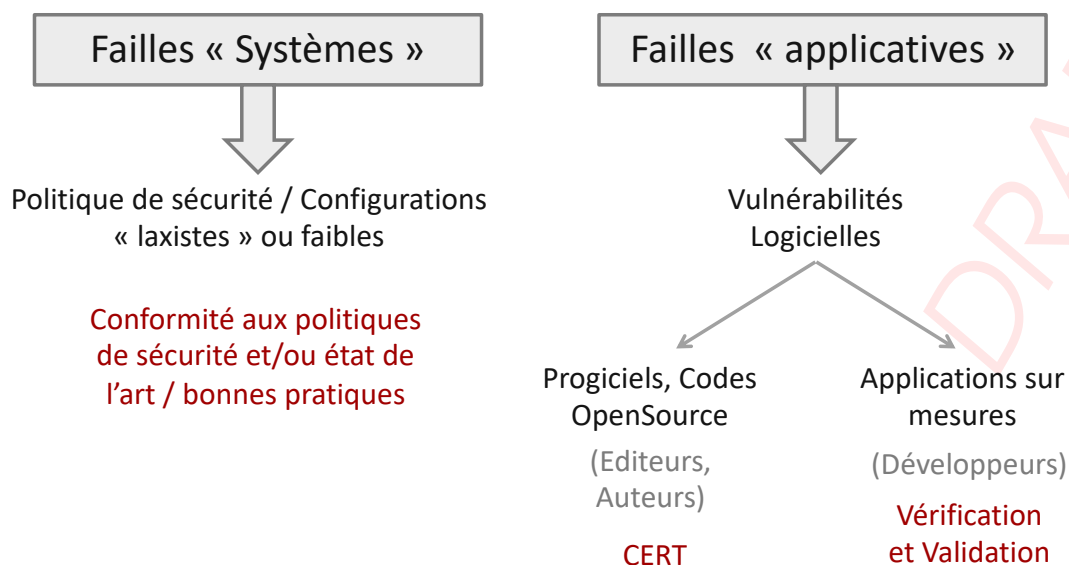 Failles « Systèmes »
Politique de sécurité / Configurations
« laxistes » ou faibles
Conformité aux politiques
de sécurité et/ou état de
l’art / bonnes pratiques
Failles « applicatives »
Vulnérabilités
Logicielles
Progiciels, Codes
OpenSource
(Editeurs,
Auteurs)
CERT
Applications sur
mesures
(Développeurs)
Vérification
et Validation
DRA